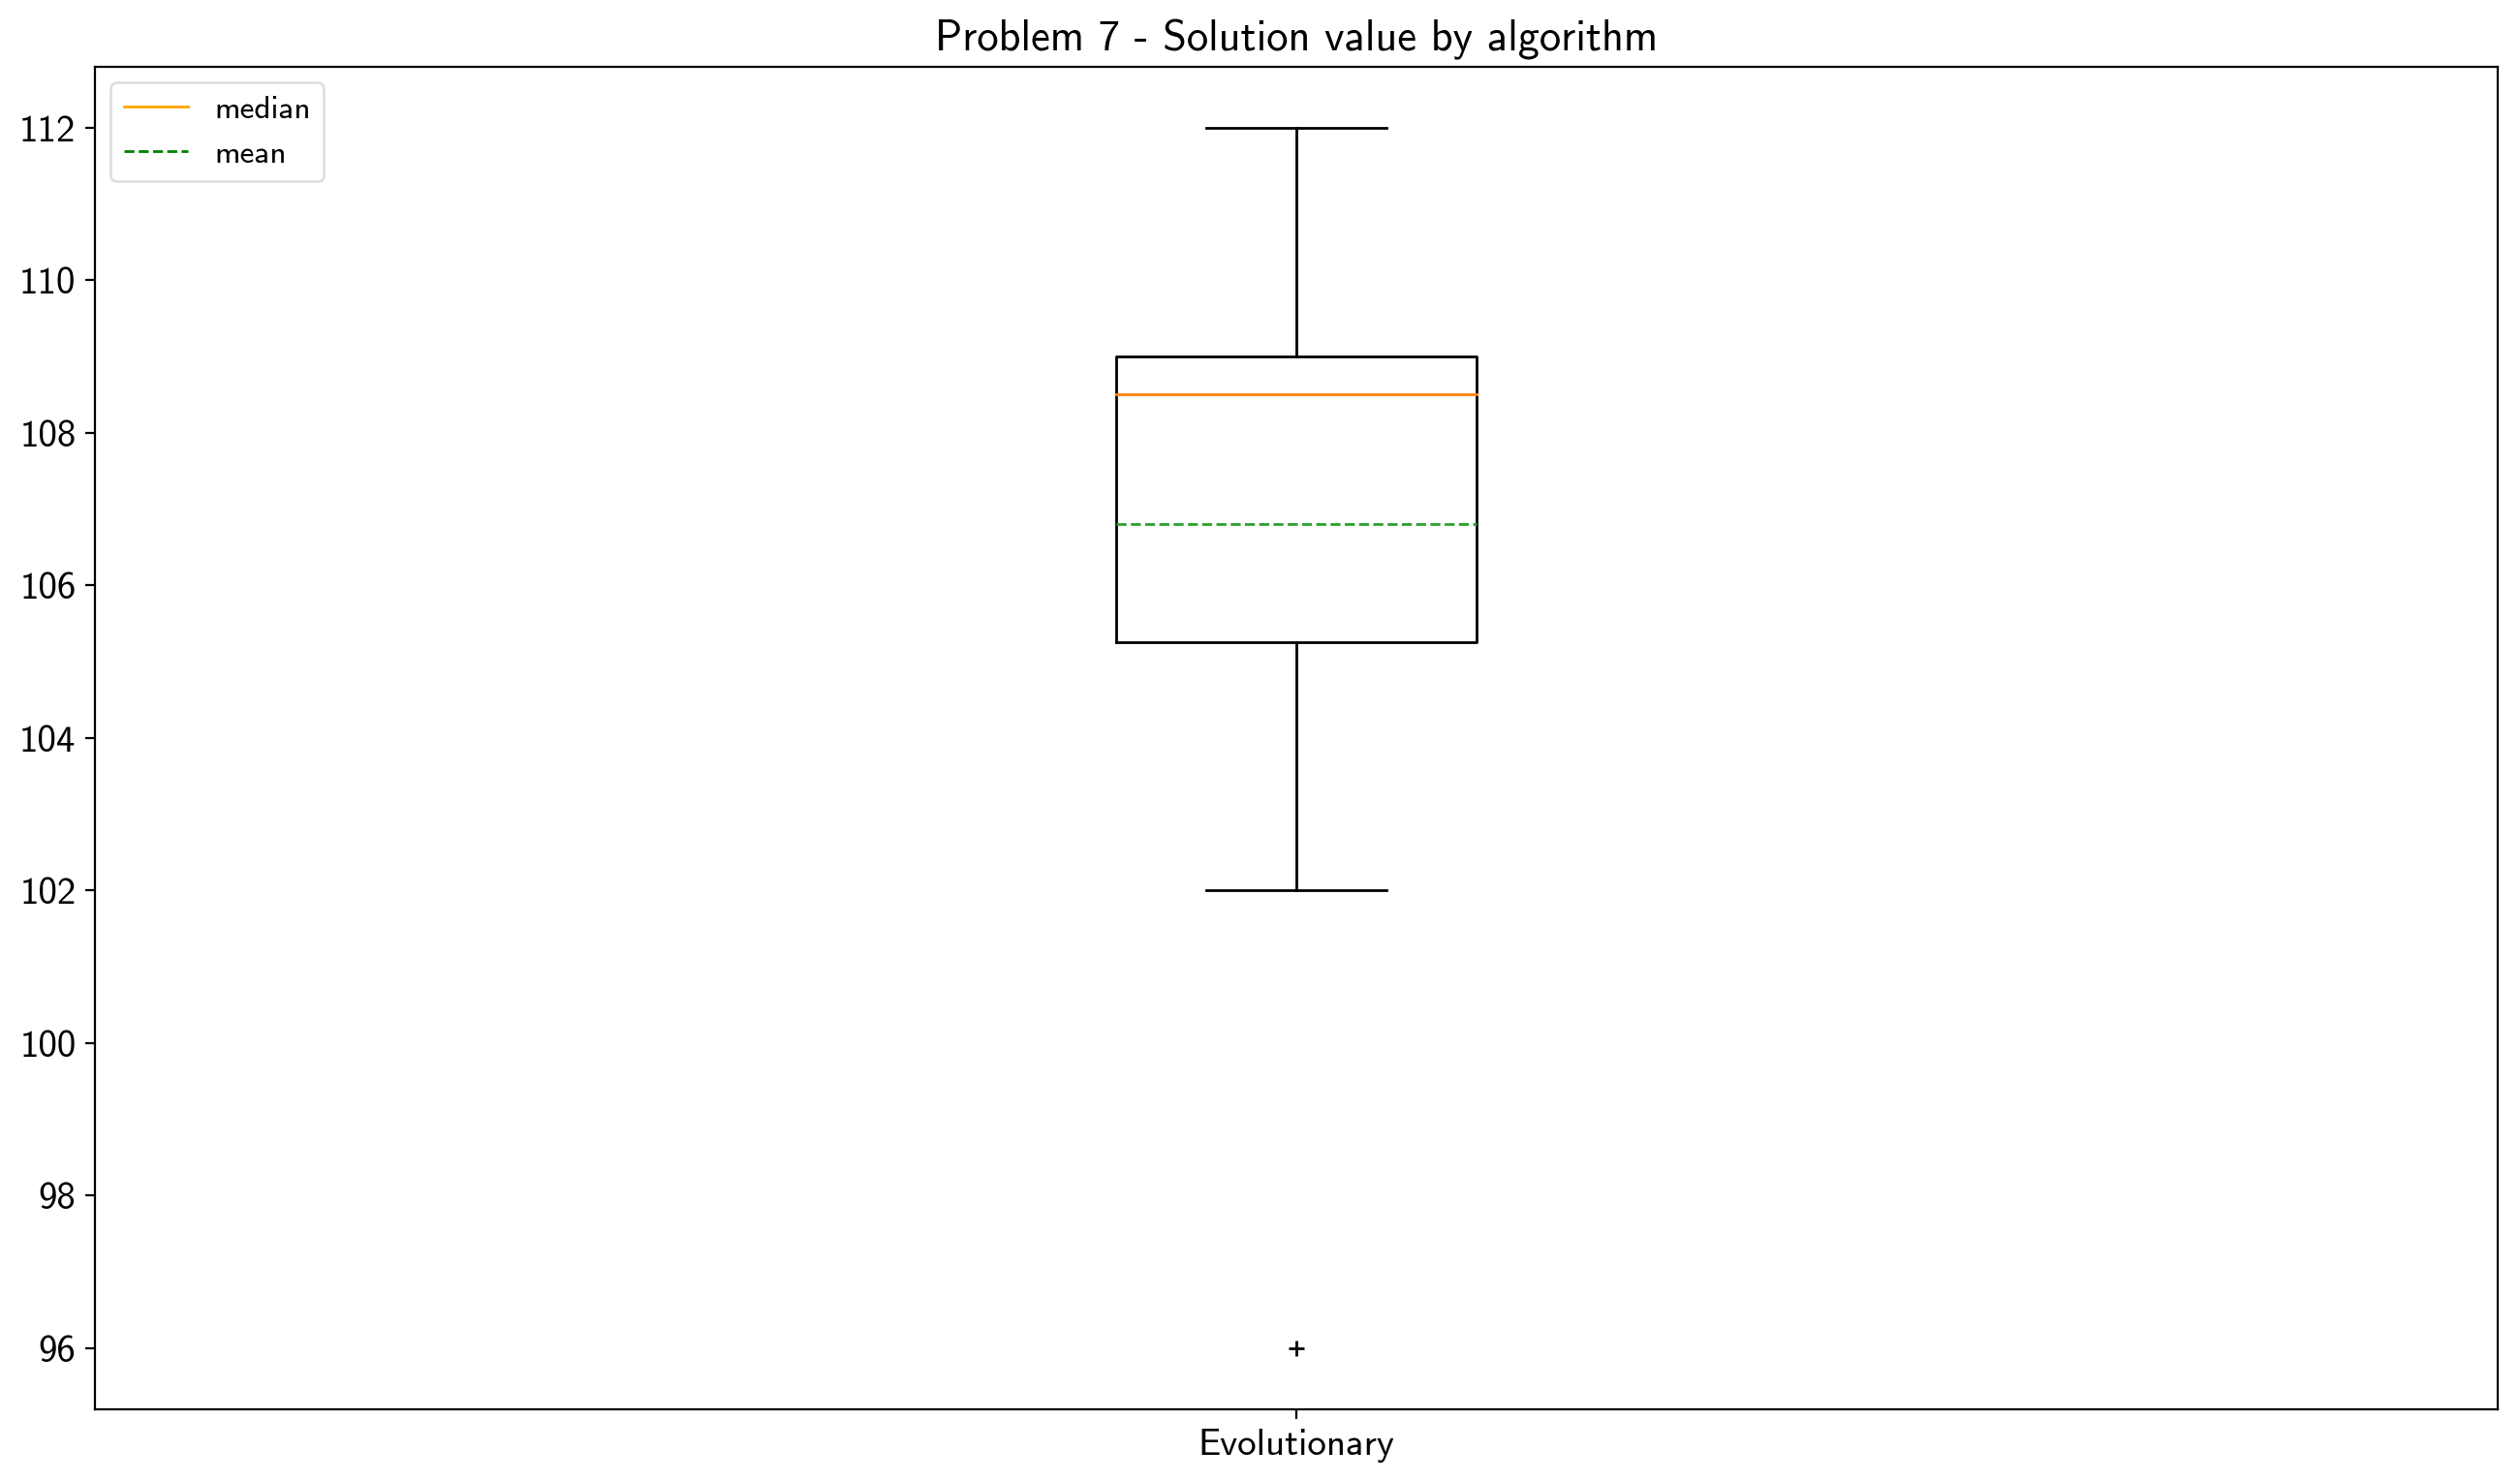 Problem 7 - Solution value by algorithm
median
mean
112
110
108
106
104
102
100
98
96
Evolutionary